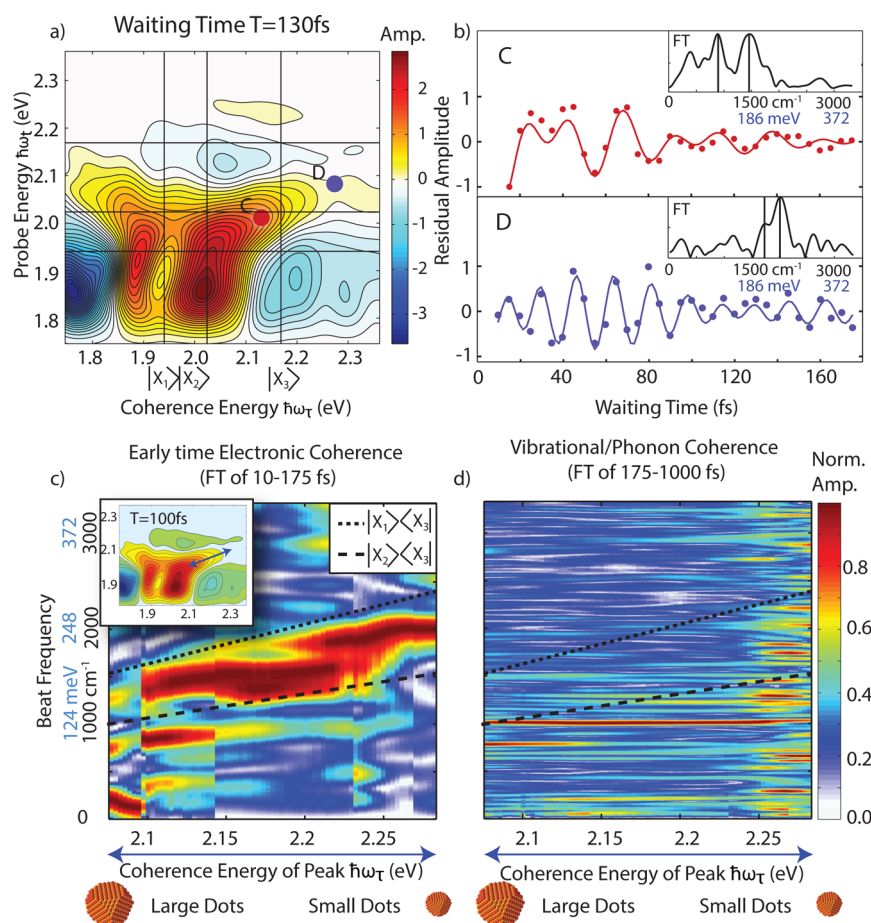 Waiting Time T=130fs
a)
Amp.
2.3
2.2
2.1
2.0
1.9
1.8
Probe Energy ħωt (eV)
D
C
1.8 1.9 2.0 2.1 2.2 2.3
|X1⟩ |X2⟩ |X3⟩
Coherence Energy ħωτ (eV)
2
1
0
-1
-2
-3
b)
C
FT
0 1500 cm-1 3000
186 meV 372
1
0
-1
Residual Amplitude
D
FT
0 1500 cm-1 3000
186 meV 372
1
0
-1
0 40 80 120 160
Waiting Time (fs)
Early time Electronic Coherence
(FT of 10-175 fs)
c)
T=100fs
2.3
2.1
1.9
1.9 2.1 2.3
|X1⟩⟨X3|
|X2⟩⟨X3|
372
3000
248
2000
124 meV
1000 cm-1
0
Beat Frequency
2.1 2.15 2.2 2.25
Coherence Energy of Peak ħωτ (eV)
Large Dots Small Dots
Vibrational/Phonon Coherence
(FT of 175-1000 fs)
d)
Norm.
Amp.
0.8
0.6
0.4
0.2
0.0
2.1 2.15 2.2 2.25
Coherence Energy of Peak ħωτ (eV)
Large Dots Small Dots